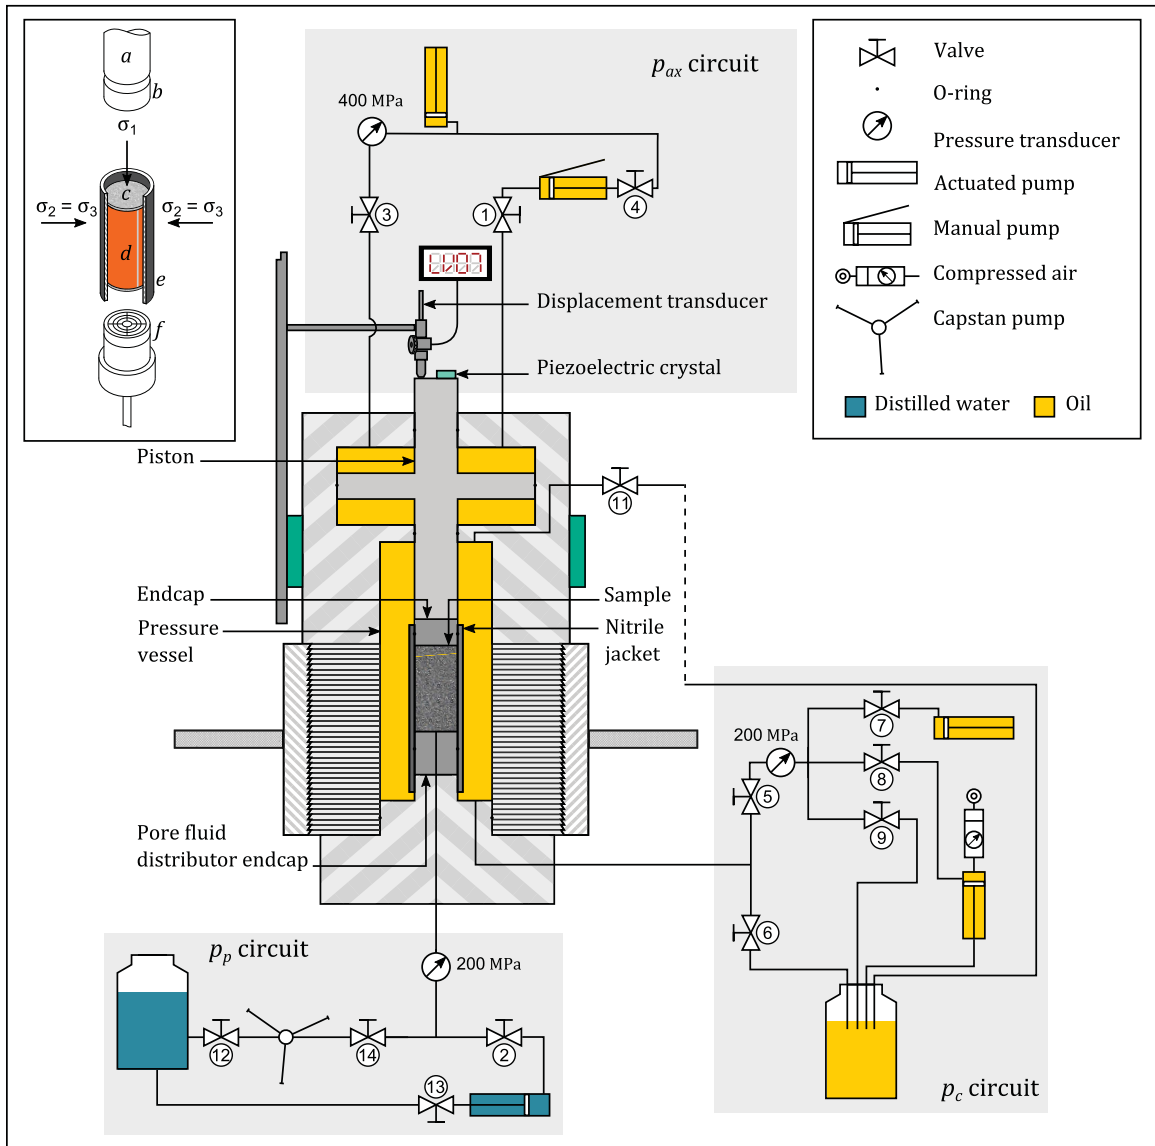 a
b
σ1
c
σ2 = σ3
σ2 = σ3
d
e
f
pax circuit
400 MPa
3
1
4
LV07
Displacement transducer
Piezoelectric crystal
Valve
O-ring
Pressure transducer
Actuated pump
Manual pump
Compressed air
Capstan pump
Distilled water
Oil
Piston
11
Endcap
Sample
Pressure
vessel
Nitrile
jacket
Pore fluid
distributor endcap
200 MPa
7
8
5
9
6
pc circuit
pp circuit
200 MPa
12
14
2
13